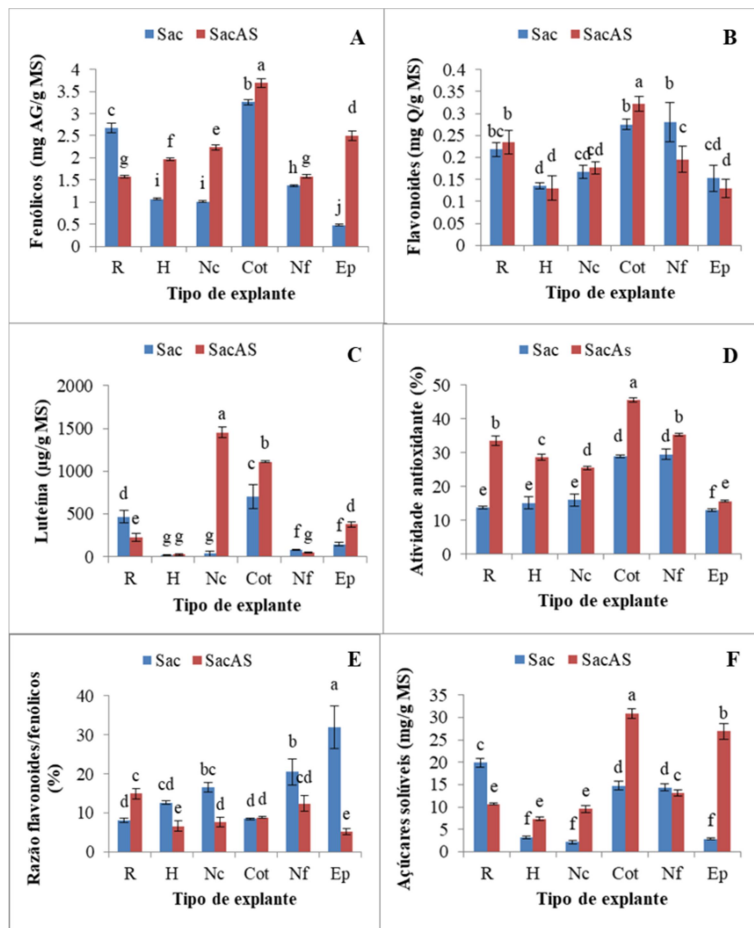 Sac SacAS A
Fenólicos (mg AG/g MS)
4
3.5
3
2.5
2
1.5
1
0.5
0
c g i f i e b a h g j d
R H Nc Cot Nf Ep
Tipo de explante
Sac SacAS B
Flavonoides (mg Q/g MS)
0.4
0.35
0.3
0.25
0.2
0.15
0.1
0.05
0
bc b d d cd cd b a b c cd d
R H Nc Cot Nf Ep
Tipo de explante
Sac SacAS C
Luteína (µg/g MS)
2000
1500
1000
500
0
d e g g g a c b f g f d
R H Nc Cot Nf Ep
Tipo de explante
Sac SacAs D
Atividade antioxidante (%)
50
40
30
20
10
0
e b e c e d d a d b f e
R H Nc Cot Nf Ep
Tipo de explante
Sac SacAS E
Razão flavonoides/fenólicos
(%)
40
30
20
10
0
d c cd e bc d d d b cd a e
R H Nc Cot Nf Ep
Tipo de explante
Sac SacAS F
Açúcares solúveis (mg/g MS)
35
30
25
20
15
10
5
0
c e f e f e d a d c f b
R H Nc Cot Nf Ep
Tipo de explante